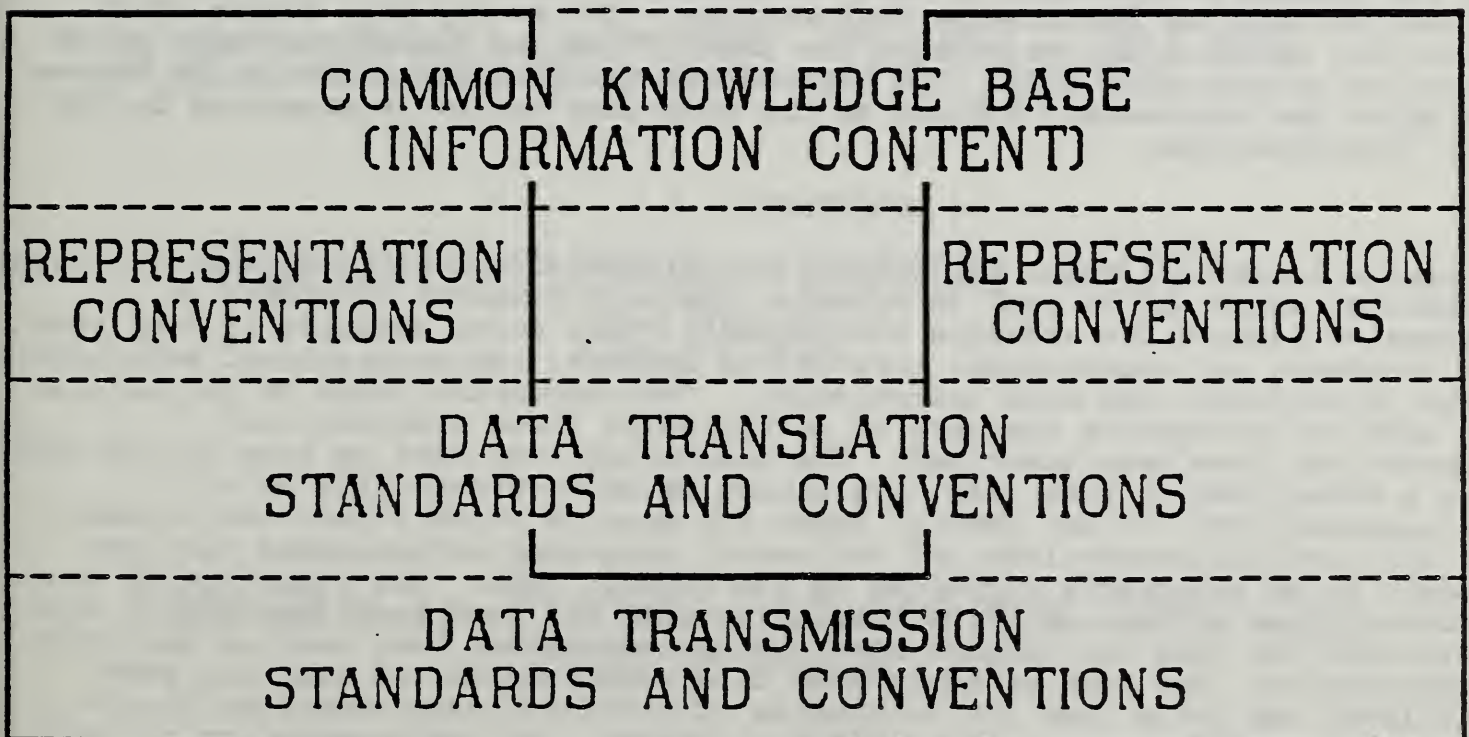 COMMON KNOWLEDGE BASE
(INFORMATION CONTENT)
REPRESENTATION
CONVENTIONS
REPRESENTATION
CONVENTIONS
DATA TRANSLATION
STANDARDS AND CONVENTIONS
DATA TRANSMISSION
STANDARDS AND CONVENTIONS